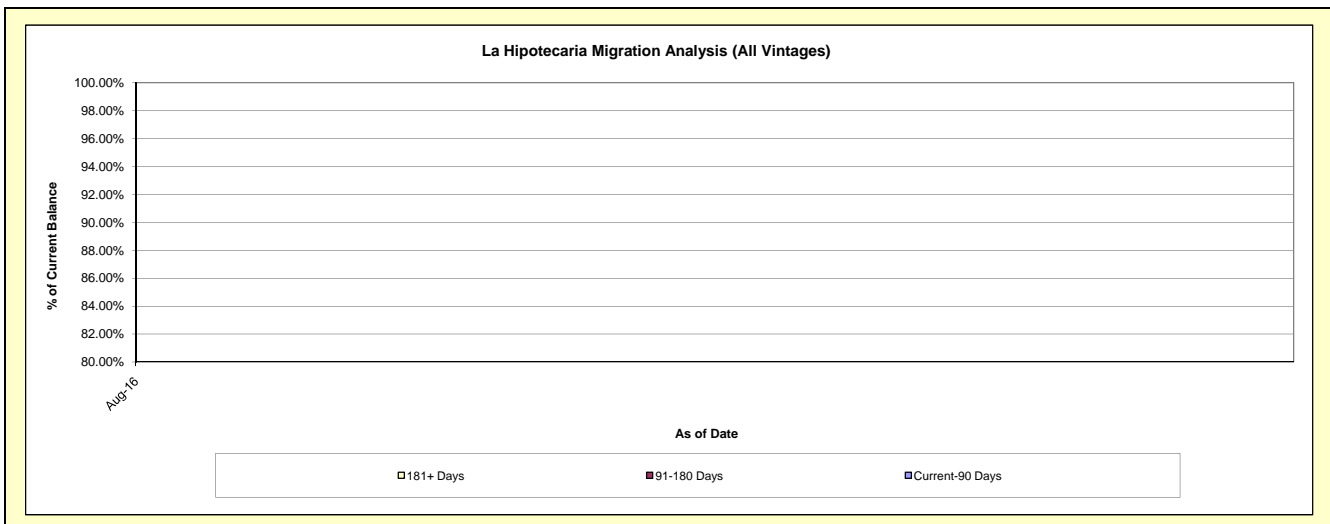 La Hipotecaria Migration Analysis (All Vintages)
100.00%
98.00%
96.00%
94.00%
92.00%
90.00%
88.00%
86.00%
84.00%
82.00%
80.00%
% of Current Balance
Aug-16
As of Date
181+ Days
91-180 Days
Current-90 Days